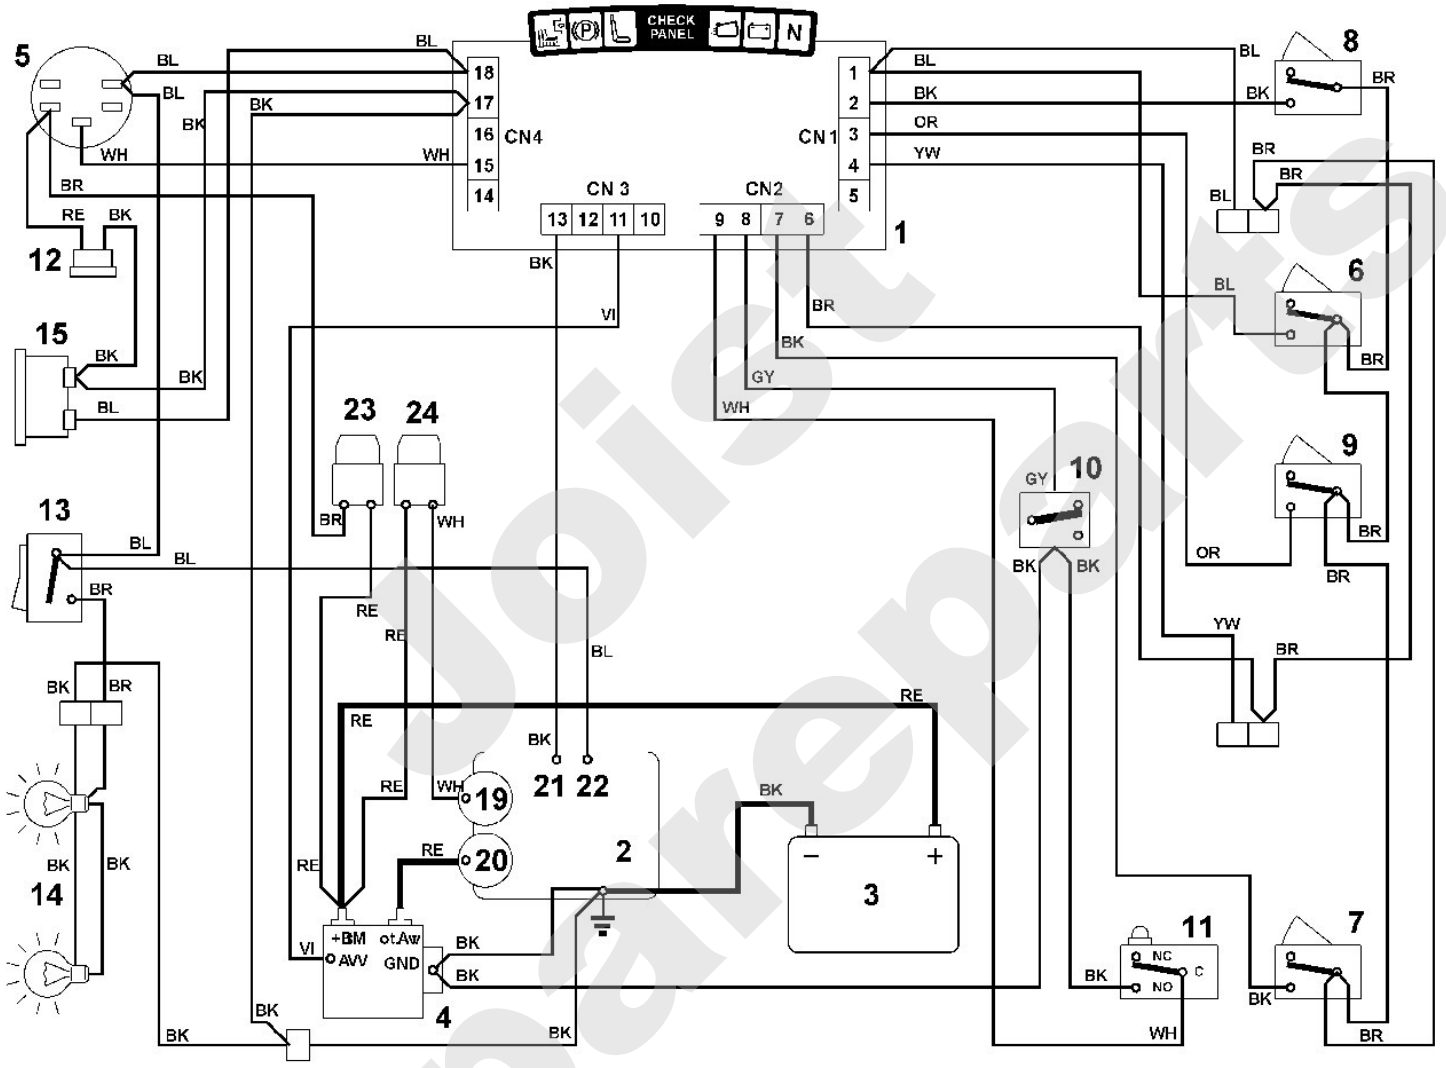 CHECK
PANEL
P
N
5
BL
BL
BL
BK
BK
WH
WH
BR
RE
BK
12
18
17
16
15
14
CN4
1
2
3
4
5
CN1
CN 3
CN2
13
12
11
10
9
8
7
6
1
BL
BK
OR
YW
BL
BK
8
BR
BR
BR
BL
6
BL
BR
BK
VI
BR
BK
GY
WH
15
BK
BK
BL
23
24
BR
WH
RE
RE
13
BL
BL
BR
GY
10
BK
BK
9
BR
BR
OR
YW
BR
BL
BK
BR
RE
RE
BK
21
22
RE
WH
19
RE
20
2
BK
3
−
+
BK
BK
14
RE
VI
+BM
ot.Aw
AVV
GND
4
BK
BK
BK
BK
BK
11
NC
C
NO
BK
WH
7
BK
BR
Joist
spareparts